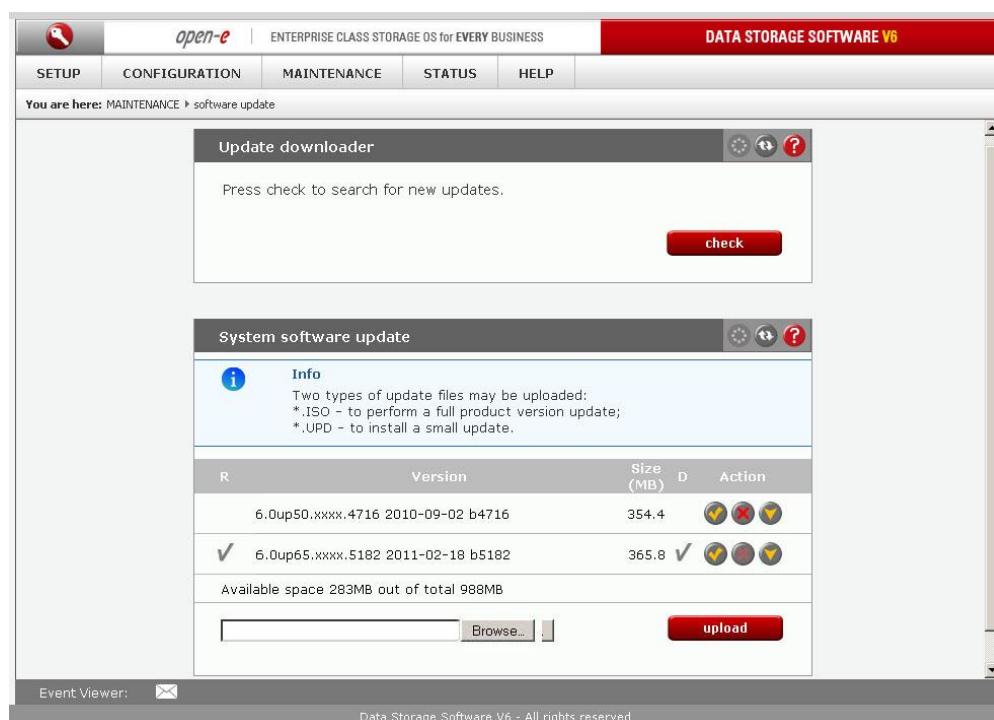 open-e ENTERPRISE CLASS STORAGE OS for EVERY BUSINESS DATA STORAGE SOFTWARE V6
SETUP CONFIGURATION MAINTENANCE STATUS HELP
You are here: MAINTENANCE software update
Update downloader
Press check to search for new updates.
check
System software update
Info
Two types of update files may be uploaded:
*.ISO - to perform a full product version update;
*.UPD - to install a small update.
R Version Size (MB) D Action
6.0up50.xxxx.4716 2010-09-02 b4716 354.4
6.0up65.xxxx.5182 2011-02-18 b5182 365.8
Available space 283MB out of total 988MB
Browse... .
upload
Event Viewer:
Data Storage Software V6 - All rights reserved